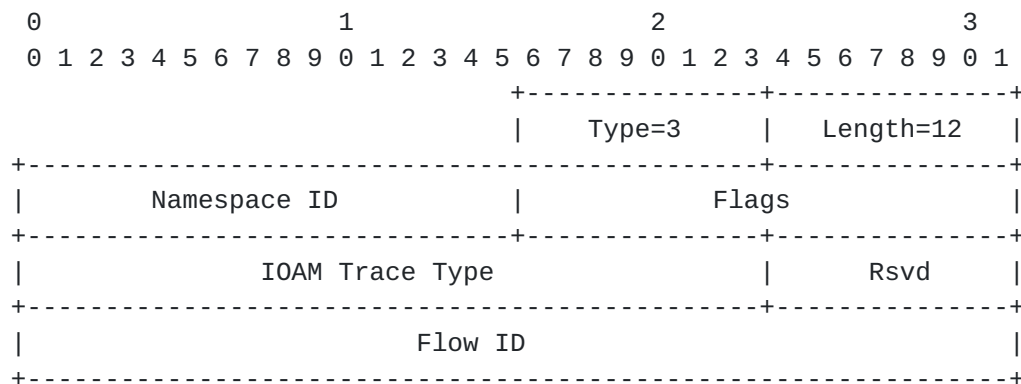 0                   1                   2                   3
0 1 2 3 4 5 6 7 8 9 0 1 2 3 4 5 6 7 8 9 0 1 2 3 4 5 6 7 8 9 0 1
+---------------+---------------+
|    Type=3     |   Length=12   |
+-----------------------------------------------+---------------+
|        Namespace ID           |            Flags              |
+-------------------------------+---------------+---------------+
|               IOAM Trace Type                 |      Rsvd     |
+-----------------------------------------------+---------------+
|                         Flow ID                               |
+---------------------------------------------------------------+